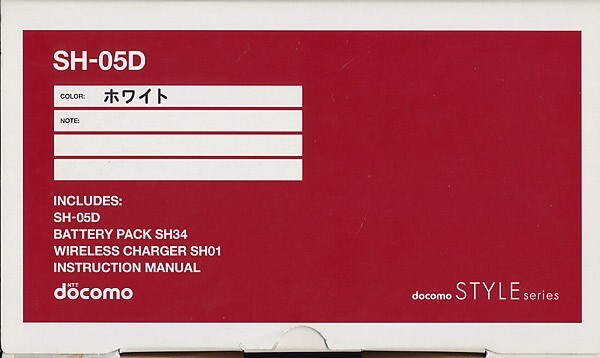 SH-05D
COLOR: ホワイト
NOTE:
INCLUDES:
SH-05D
BATTERY PACK SH34
WIRELESS CHARGER SH01
INSTRUCTION MANUAL
NTT
döcomo
docomo STYLE series